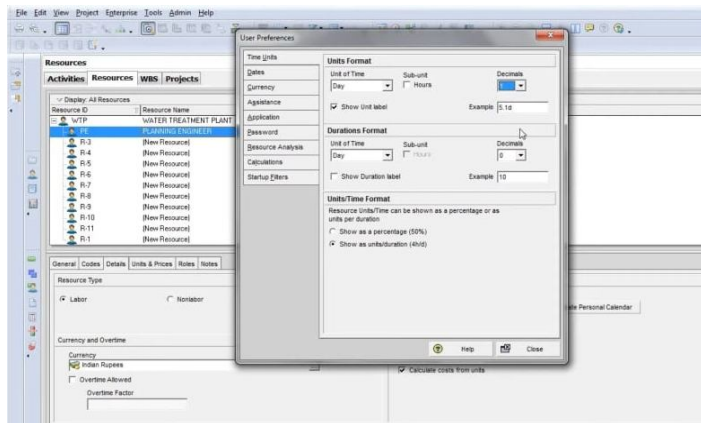 File Edit View Project Enterprise Tools Admin Help
User Preferences
Resources
Activities Resources WBS Projects
Display: All Resources
Resource ID Resource Name
WTP WATER TREATMENT PLANT
PE PLANNING ENGINEER
R-3 (New Resource)
R-4 (New Resource)
R-5 (New Resource)
R-6 (New Resource)
R-7 (New Resource)
R-8 (New Resource)
R-9 (New Resource)
R-10 (New Resource)
R-11 (New Resource)
R-1 (New Resource)
General Codes Details Units & Prices Roles Notes
Resource Type
Labor Nonlabor
Currency and Overtime
Currency
Indian Rupees
Overtime Allowed
Overtime Factor
Time Units
Dates
Currency
Assistance
Application
Password
Resource Analysis
Calculations
Startup Filters
Units Format
Unit of Time Sub-unit Decimals
Day Hours 1
Show Unit label Example 5.1d
Durations Format
Unit of Time Sub-unit Decimals
Day Hours 0
Show Duration label Example 10
Units/Time Format
Resource Units/Time can be shown as a percentage or as
units per duration
Show as a percentage (50%)
Show as units/duration (4h/d)
Help Close
Personal Calendar
Calculate costs from units